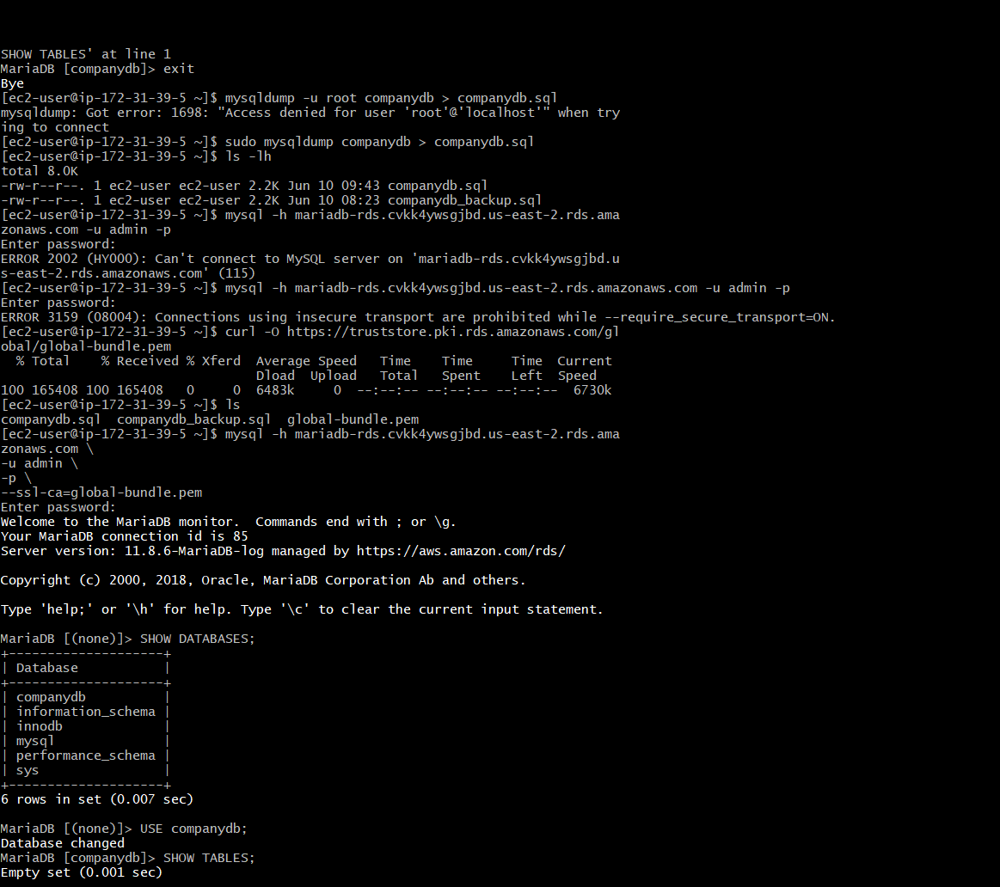 SHOW TABLES' at line 1
MariaDB [companydb]> exit
Bye
[ec2-user@ip-172-31-39-5 ~]$ mysqldump -u root companydb > companydb.sql
mysqldump: Got error: 1698: "Access denied for user 'root'@'localhost'" when try
ing to connect
[ec2-user@ip-172-31-39-5 ~]$ sudo mysqldump companydb > companydb.sql
[ec2-user@ip-172-31-39-5 ~]$ ls -lh
total 8.0K
-rw-r--r--. 1 ec2-user ec2-user 2.2K Jun 10 09:43 companydb.sql
-rw-r--r--. 1 ec2-user ec2-user 2.2K Jun 10 08:23 companydb_backup.sql
[ec2-user@ip-172-31-39-5 ~]$ mysql -h mariadb-rds.cvkk4ywsgjbd.us-east-2.rds.ama
zonaws.com -u admin -p
Enter password:
ERROR 2002 (HY000): Can't connect to MySQL server on 'mariadb-rds.cvkk4ywsgjbd.u
s-east-2.rds.amazonaws.com' (115)
[ec2-user@ip-172-31-39-5 ~]$ mysql -h mariadb-rds.cvkk4ywsgjbd.us-east-2.rds.amazonaws.com -u admin -p
Enter password:
ERROR 3159 (08004): Connections using insecure transport are prohibited while --require_secure_transport=ON.
[ec2-user@ip-172-31-39-5 ~]$ curl -O https://truststore.pki.rds.amazonaws.com/gl
obal/global-bundle.pem
  % Total    % Received % Xferd  Average Speed   Time    Time     Time  Current
                                 Dload  Upload   Total   Spent    Left  Speed
100 165408 100 165408   0     0  6483k     0  --:--:-- --:--:-- --:--:--  6730k
[ec2-user@ip-172-31-39-5 ~]$ ls
companydb.sql  companydb_backup.sql  global-bundle.pem
[ec2-user@ip-172-31-39-5 ~]$ mysql -h mariadb-rds.cvkk4ywsgjbd.us-east-2.rds.ama
zonaws.com \
-u admin \
-p \
--ssl-ca=global-bundle.pem
Enter password:
Welcome to the MariaDB monitor.  Commands end with ; or \g.
Your MariaDB connection id is 85
Server version: 11.8.6-MariaDB-log managed by https://aws.amazon.com/rds/
Copyright (c) 2000, 2018, Oracle, MariaDB Corporation Ab and others.
Type 'help;' or '\h' for help. Type '\c' to clear the current input statement.
MariaDB [(none)]> SHOW DATABASES;
+--------------------+
| Database           |
+--------------------+
| companydb          |
| information_schema |
| innodb             |
| mysql              |
| performance_schema |
| sys                |
+--------------------+
6 rows in set (0.007 sec)
MariaDB [(none)]> USE companydb;
Database changed
MariaDB [companydb]> SHOW TABLES;
Empty set (0.001 sec)